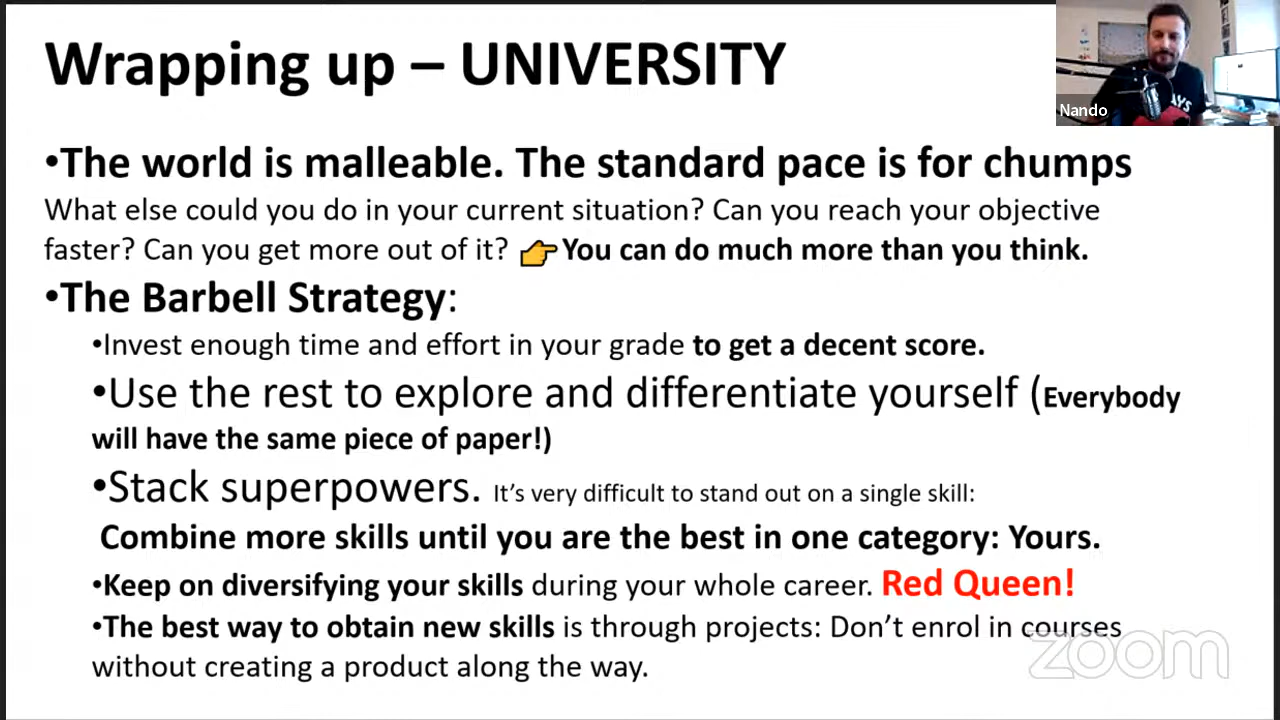 Wrapping up – UNIVERSITY
Nando
•The world is malleable. The standard pace is for chumps
What else could you do in your current situation? Can you reach your objective
faster? Can you get more out of it? 👉You can do much more than you think.
•The Barbell Strategy:
•Invest enough time and effort in your grade to get a decent score.
•Use the rest to explore and differentiate yourself (Everybody
will have the same piece of paper!)
•Stack superpowers. It’s very difficult to stand out on a single skill:
Combine more skills until you are the best in one category: Yours.
•Keep on diversifying your skills during your whole career. Red Queen!
•The best way to obtain new skills is through projects: Don’t enrol in courses
without creating a product along the way.
zoom